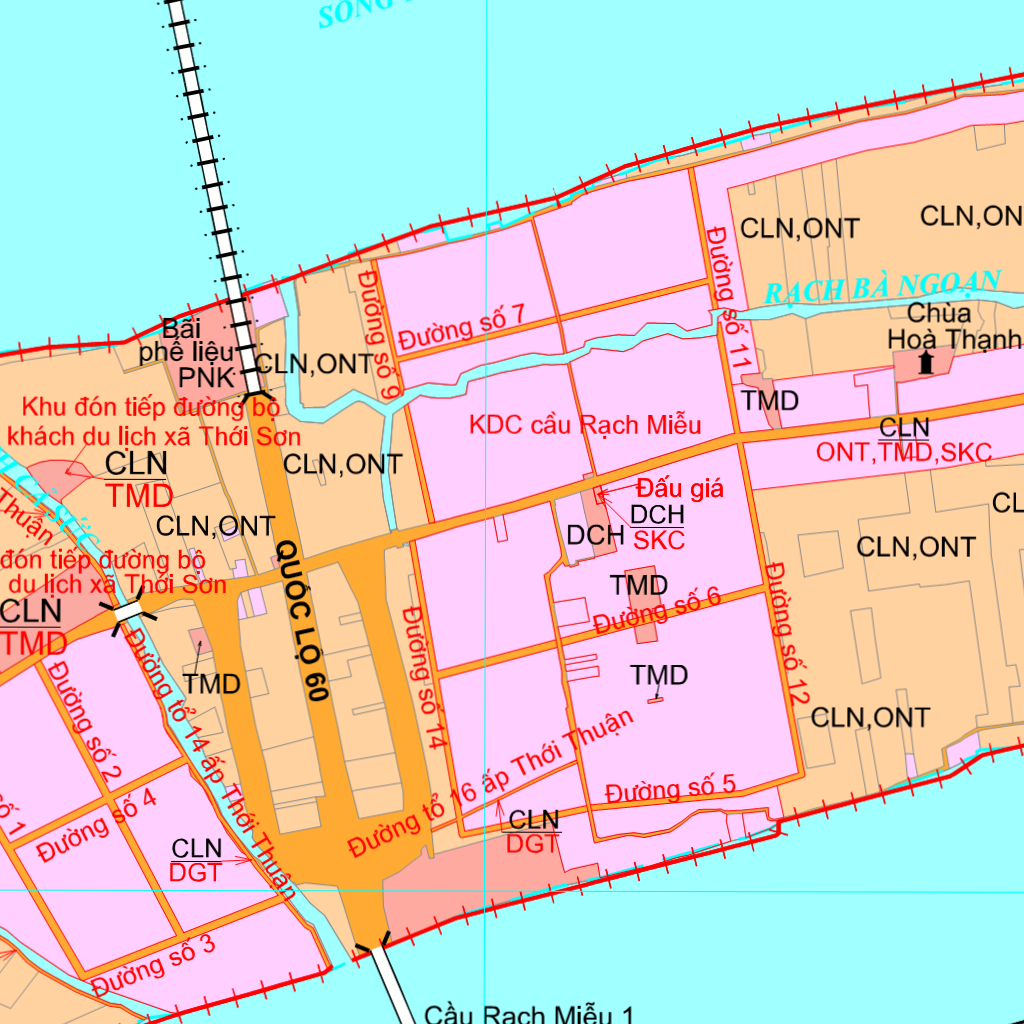 SÔNG
CLN,ONT
CLN,ON
Đường số 11
RẠCH BÀ NGOẠN
Chùa
Hoà Thạnh
Đường số 9
Đường số 7
Bãi
phế liệu
PNK
CLN,ONT
TMD
Khu đón tiếp đường bộ
khách du lịch xã Thới Sơn
KDC cầu Rạch Miễu
CLN
ONT,TMD,SKC
CLN
TMD
CLN,ONT
Đấu giá
DCH
SKC
CL
Thuận
CLN,ONT
DCH
CLN,ONT
đón tiếp đường bộ
du lịch xã Thới Sơn
CLN
TMD
QUỐC LỘ 60
TMD
Đường số 6
Đường số 12
Đường số 14
TMD
TMD
CLN,ONT
Đường số 2
Đường tổ 14 ấp Thới Thuận
Đường tổ 16 ấp Thới Thuận
Đường số 5
số 1
Đường số 4
CLN
DGT
CLN
DGT
Đường số 3
Cầu Rạch Miễu 1